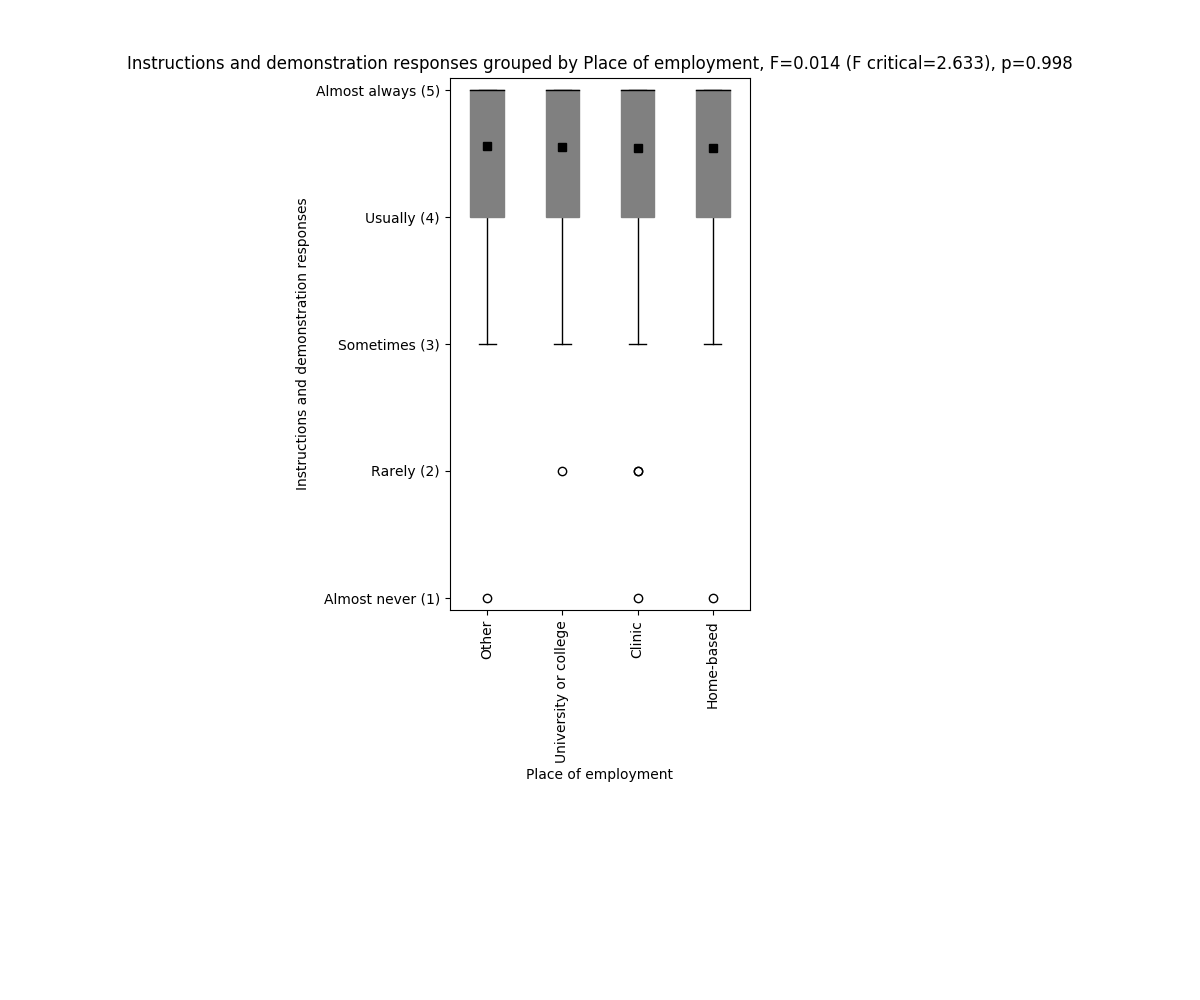 Instructions and demonstration responses grouped by Place of employment, F=0.014 (F critical=2.633), p=0.998
Almost always (5)
Usually (4)
Sometimes (3)
Rarely (2)
Almost never (1)
Instructions and demonstration responses
Other
University or college
Clinic
Home-based
Place of employment